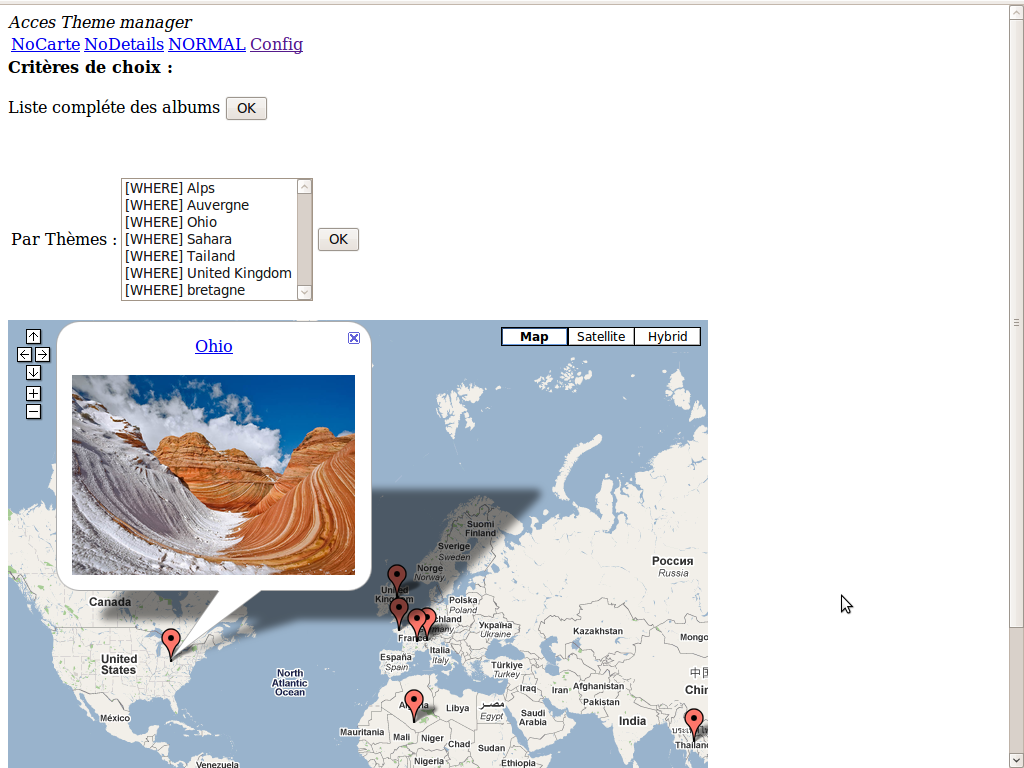 Acces Theme manager
NoCarte NoDetails NORMAL Config
Critères de choix :
Liste compléte des albums OK
[WHERE] Alps
[WHERE] Auvergne
[WHERE] Ohio
Par Thèmes : [WHERE] Sahara OK
[WHERE] Tailand
[WHERE] United Kingdom
[WHERE] bretagne
Map Satellite Hybrid
Ohio
Suomi
Finland
Sverige
Sweden
Norge
Norway
Россия
Russia
United
Kingdom
Canada
Polska
Poland
Україна
Ukraine
Kazakhstan
France
United
States
España
Spain
Italia
Italy
Türkiye
Turkey
North
Atlantic
Ocean
Iraq Iran Afghanistan
Pakistan
México
Libya
مصر
Egypt
Saudi
Arabia
India
Mauritania Mali Niger Chad Sudan
Thailand
Nigeria Ethiopia
Venezuela